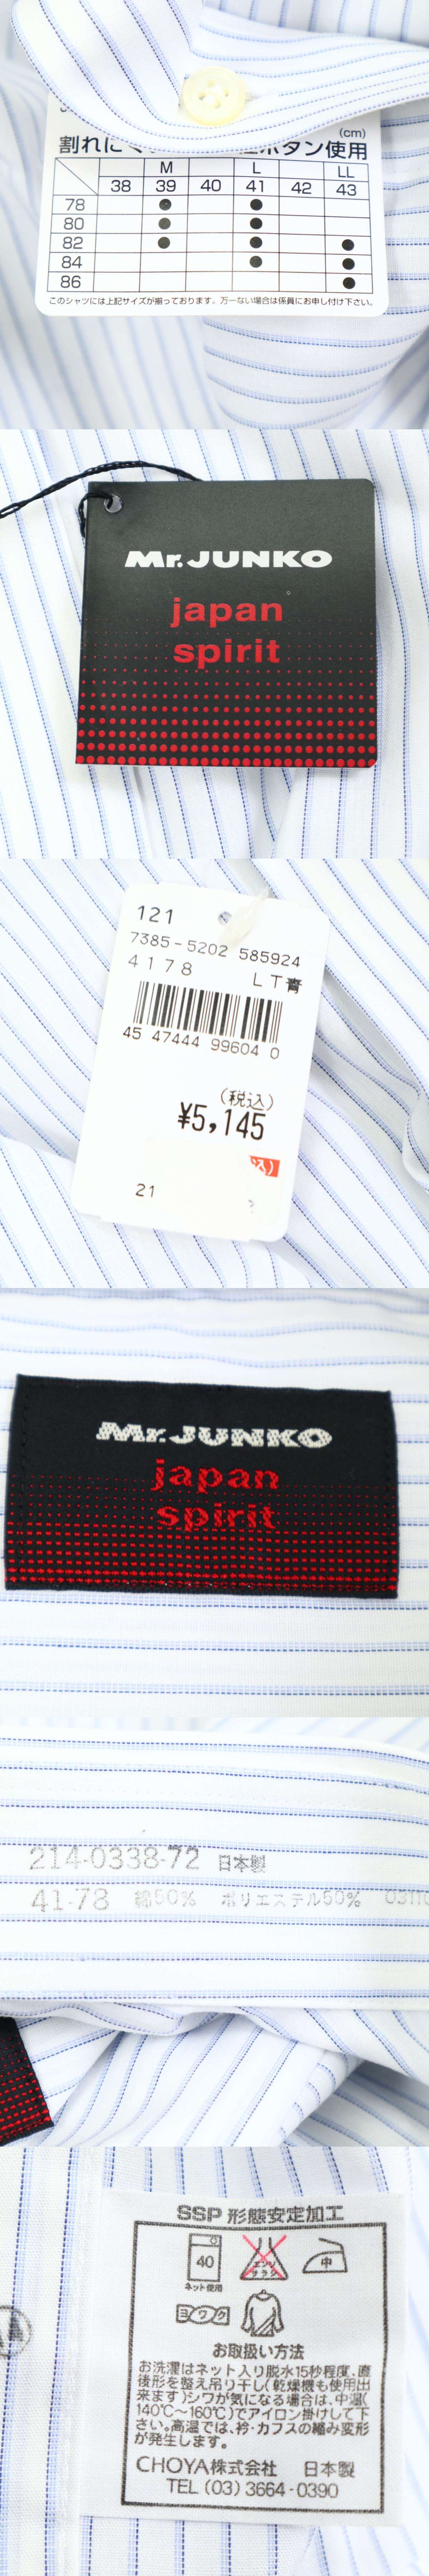 (cm)
割れに
ボタン使用
M L LL
38 39 40 41 42 43
78
80
82
84
86
このシャツには上記サイズが揃っております。万一ない場合は係員にお申し付け下さい。
Mr.JUNKO
japan
spirit
121
7385-5202 585924
4178 LT青
45 47444 99604 0
(税込)
¥5,145
込)
21
Mr.JUNKO
japan
spirit
214-0338-72 日本製
41-78 綿50% ポリエステル50%
SSP 形態安定加工
40
ネット使用
エンソ
サラシ
中
ヨワク
お取扱い方法
お洗濯はネット入り脱水15秒程度、直
後形を整え吊り干し(乾燥機も使用出
来ます)シワが気になる場合は、中温(
140℃~160℃)でアイロン掛けして下
さい。高温では、衿・カフスの縮み変形
が発生します。
CHOYA株式会社 日本製
TEL (03) 3664-0390